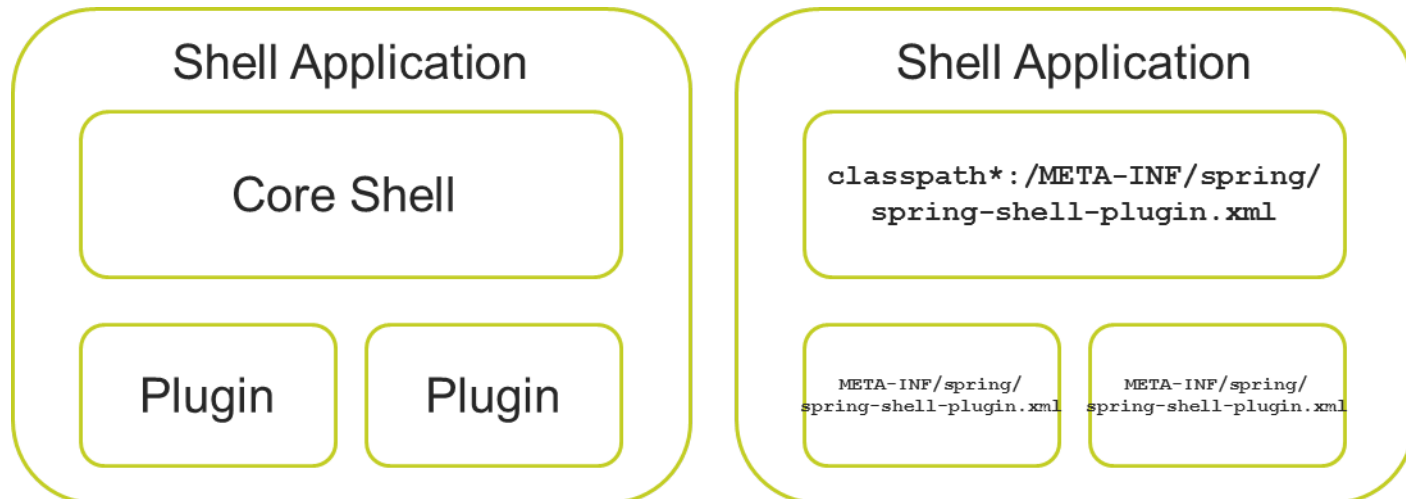 Shell Application
Core Shell
Plugin
Plugin
Shell Application
classpath*:/META-INF/spring/
spring-shell-plugin.xml
META-INF/spring/
spring-shell-plugin.xml
META-INF/spring/
spring-shell-plugin.xml